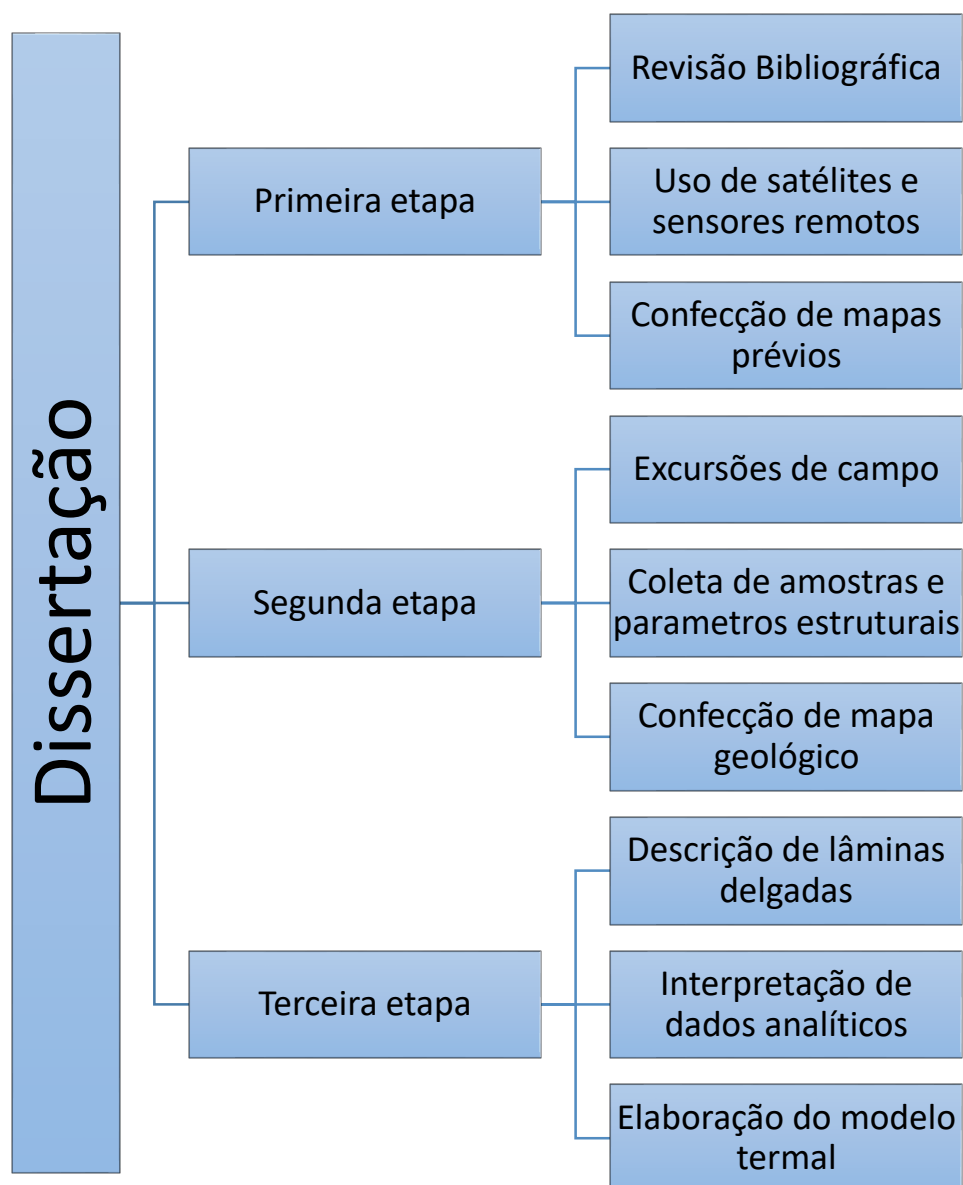 Dissertação
Primeira etapa
Revisão Bibliográfica
Uso de satélites e
sensores remotos
Confecção de mapas
prévios
Segunda etapa
Excursões de campo
Coleta de amostras e
parametros estruturais
Confecção de mapa
geológico
Terceira etapa
Descrição de lâminas
delgadas
Interpretação de
dados analíticos
Elaboração do modelo
termal